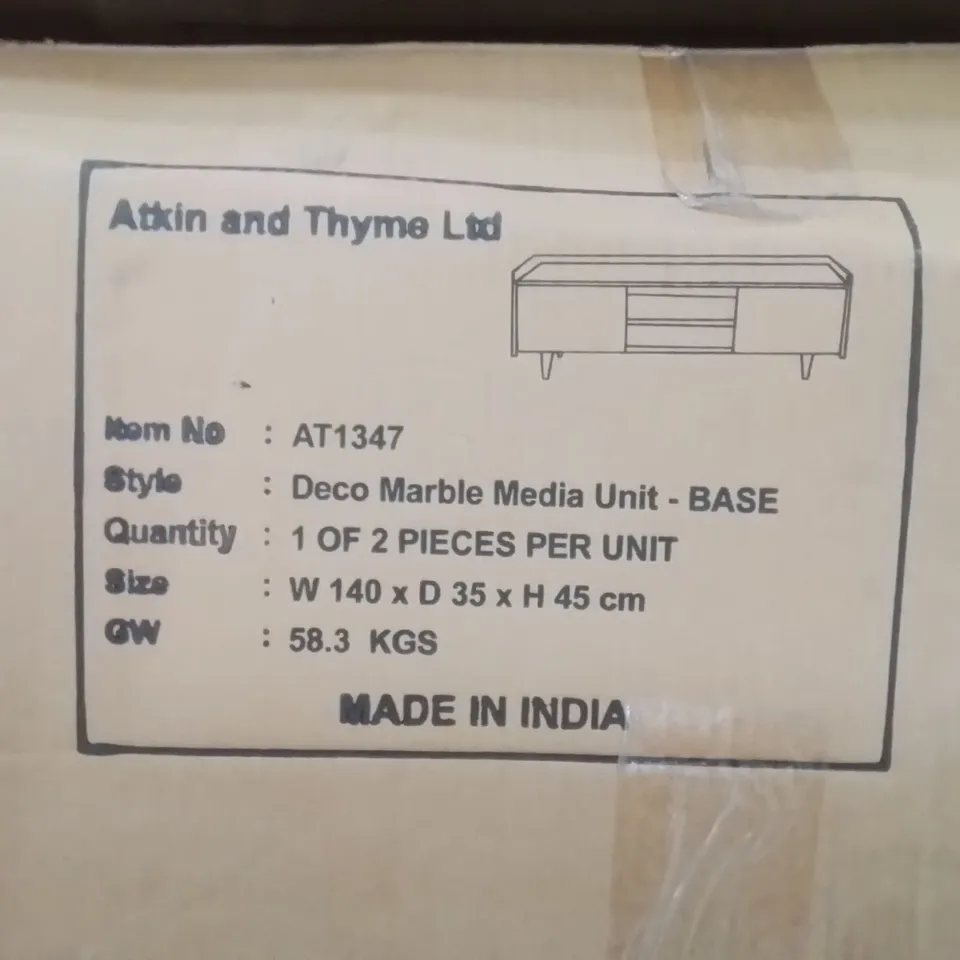 Atkin and Thyme Ltd
Item No : AT1347
Style : Deco Marble Media Unit - BASE
Quantity : 1 OF 2 PIECES PER UNIT
Size : W 140 x D 35 x H 45 cm
GW : 58.3 KGS
MADE IN INDIA